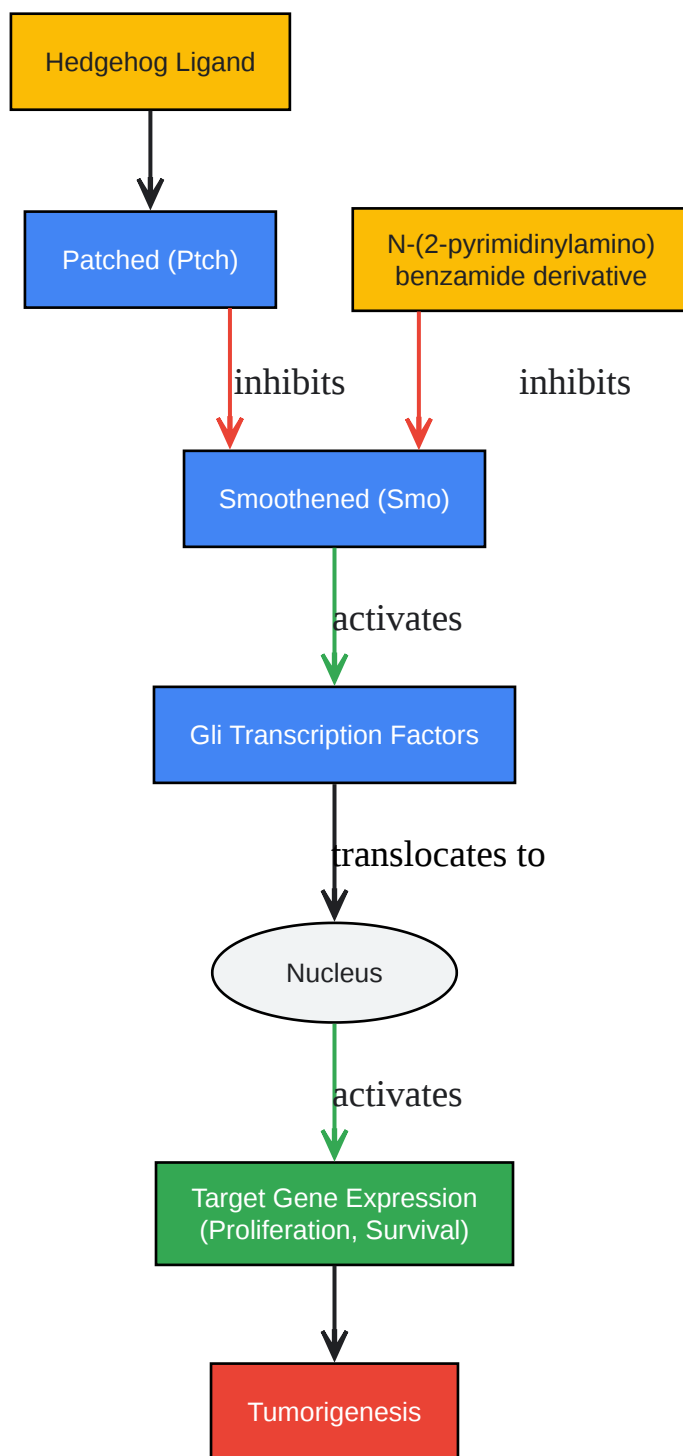 Hedgehog Ligand
Patched (Ptch)
N-(2-pyrimidinylamino)
benzamide derivative
inhibits
inhibits
Smoothened (Smo)
activates
Gli Transcription Factors
translocates to
Nucleus
activates
Target Gene Expression
(Proliferation, Survival)
Tumorigenesis